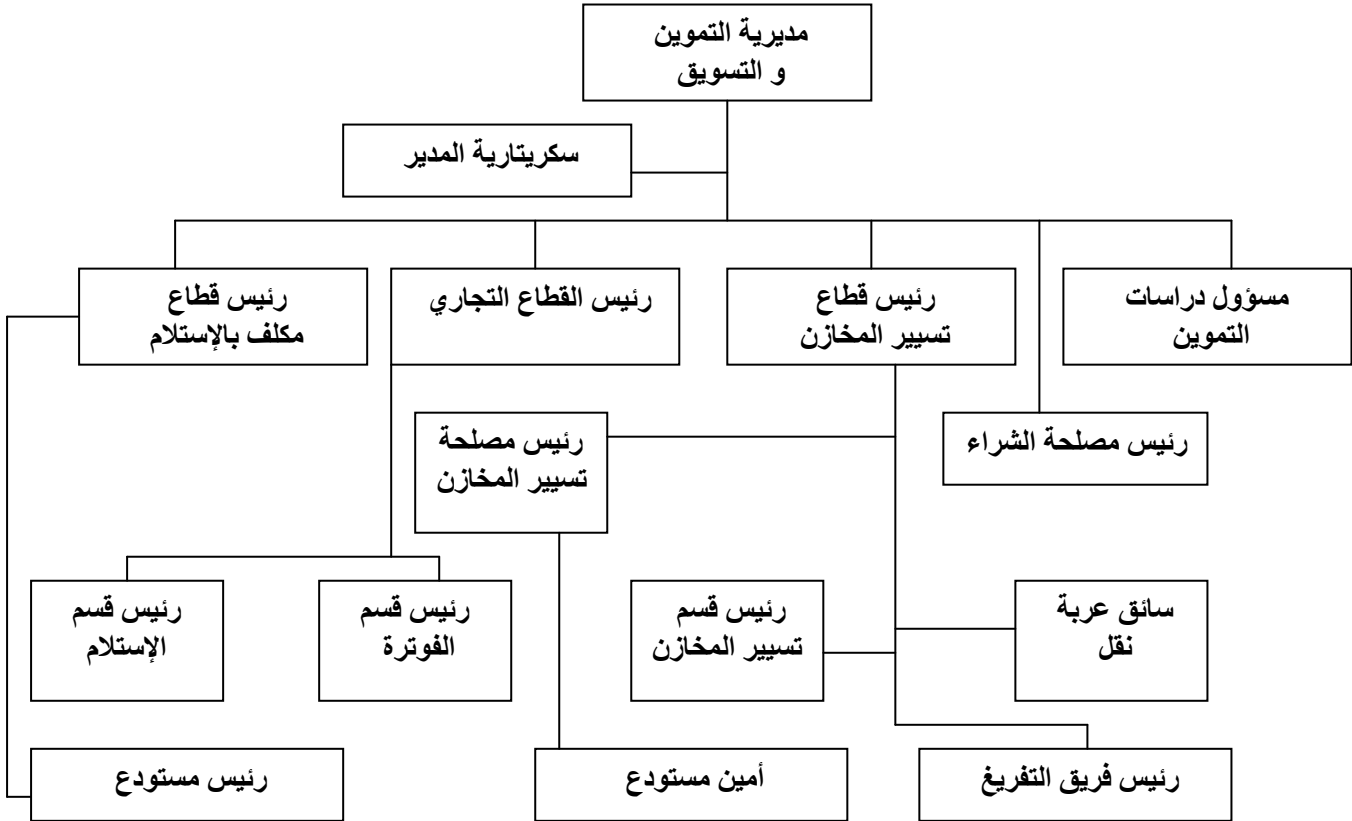 مديرية التموين
و التسويق
سكريتارية المدير
مسؤول دراسات
التموين
رئيس قطاع
تسيير المخازن
رئيس القطاع التجاري
رئيس قطاع
مكلف بالإستلام
رئيس مصلحة الشراء
رئيس مصلحة
تسيير المخازن
سائق عربة
نقل
رئيس قسم
تسيير المخازن
رئيس قسم
الفوترة
رئيس قسم
الإستلام
رئيس فريق التفريغ
أمين مستودع
رئيس مستودع